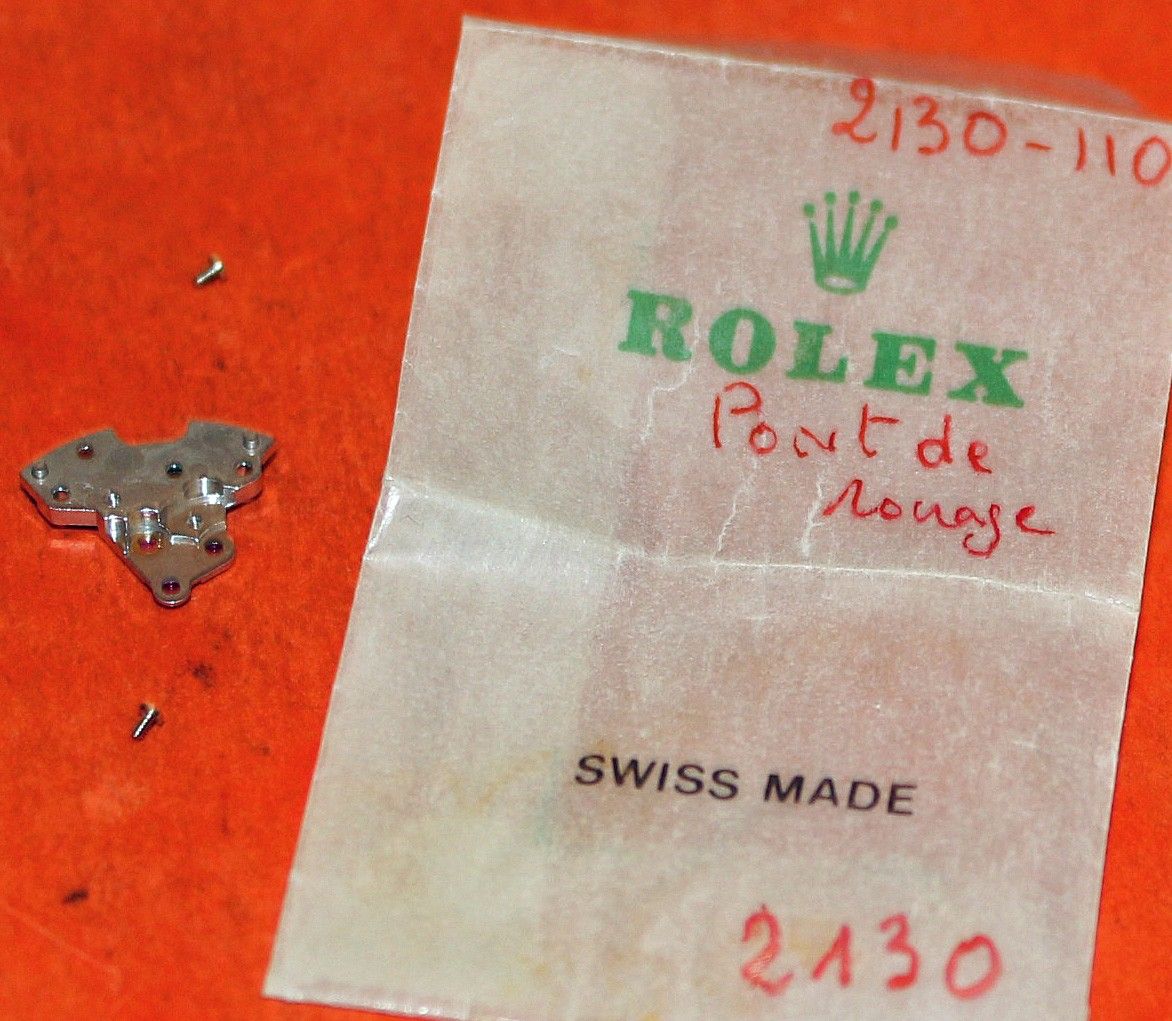 2130-110
ROLEX
Pont de
rouage
SWISS MADE
2130